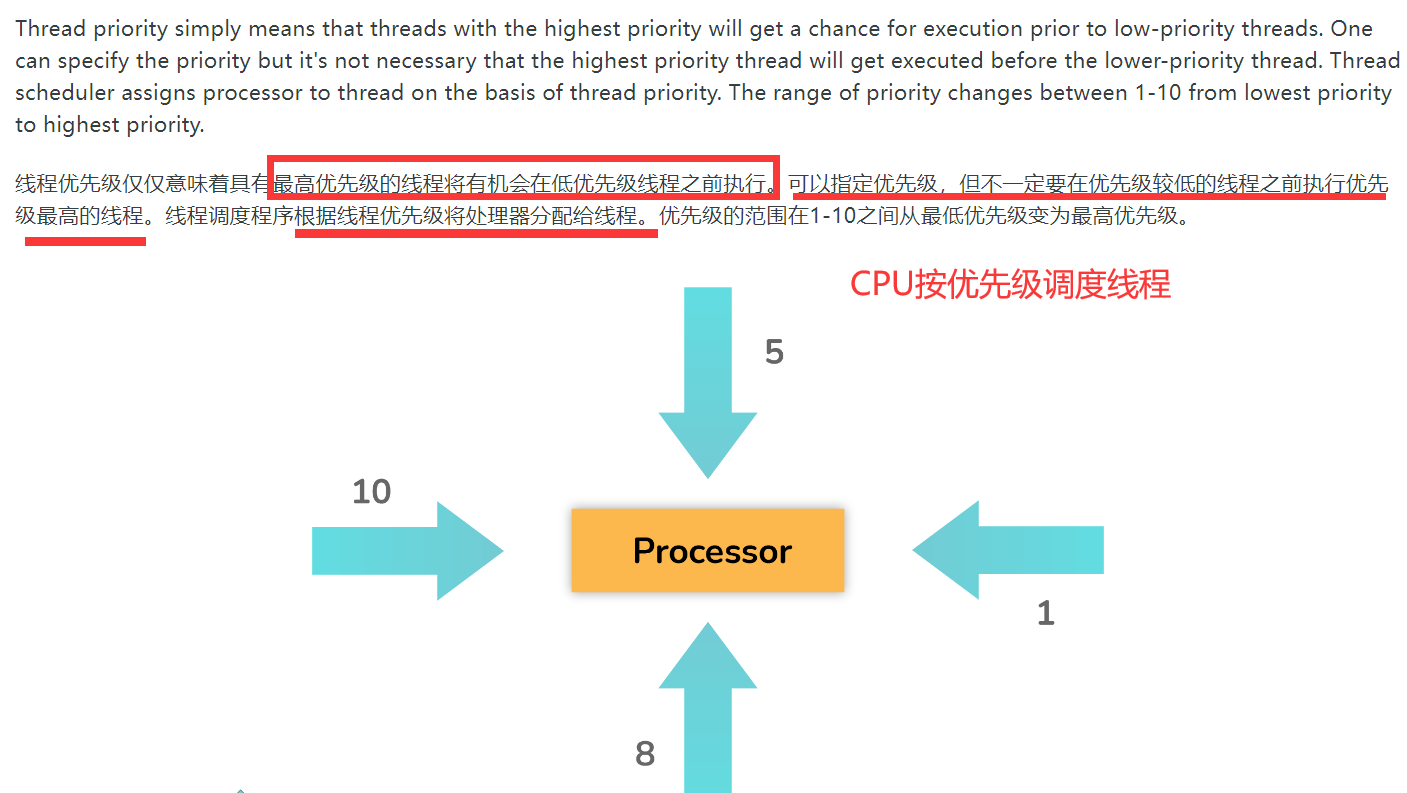 Thread priority simply means that threads with the highest priority will get a chance for execution prior to low-priority threads. One
can specify the priority but it's not necessary that the highest priority thread will get executed before the lower-priority thread. Thread
scheduler assigns processor to thread on the basis of thread priority. The range of priority changes between 1-10 from lowest priority
to highest priority.
线程优先级仅仅意味着具有最高优先级的线程将有机会在低优先级线程之前执行。可以指定优先级，但不一定要在优先级较低的线程之前执行优先
级最高的线程。线程调度程序根据线程优先级将处理器分配给线程。优先级的范围在1-10之间从最低优先级变为最高优先级。
CPU按优先级调度线程
5
10
Processor
1
8